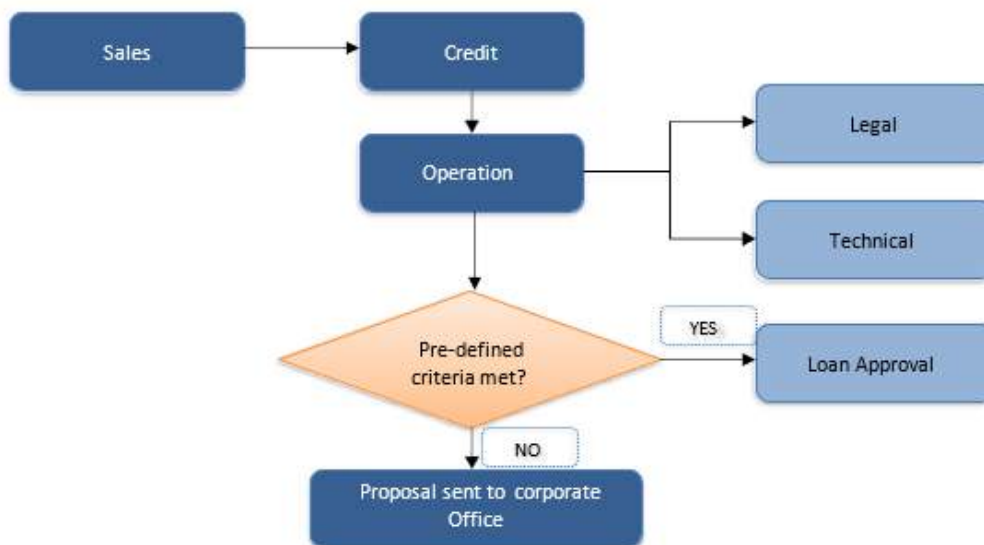 Sales
Credit
Legal
Operation
Technical
YES
Pre-defined
criteria met?
Loan Approval
NO
Proposal sent to corporate
Office